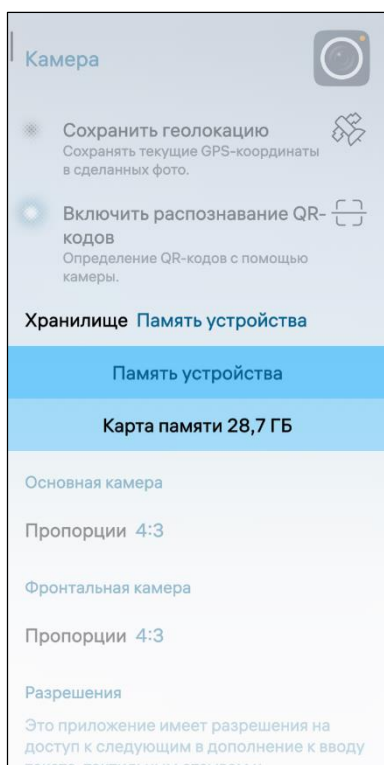 Камера
Сохранить геолокацию
Сохранять текущие GPS-координаты
в сделанных фото.
Включить распознавание QR-
кодов
Определение QR-кодов с помощью
камеры.
Хранилище Память устройства
Память устройства
Карта памяти 28,7 ГБ
Основная камера
Пропорции 4:3
Фронтальная камера
Пропорции 4:3
Разрешения
Это приложение имеет разрешения на
доступ к следующим в дополнение к вводу